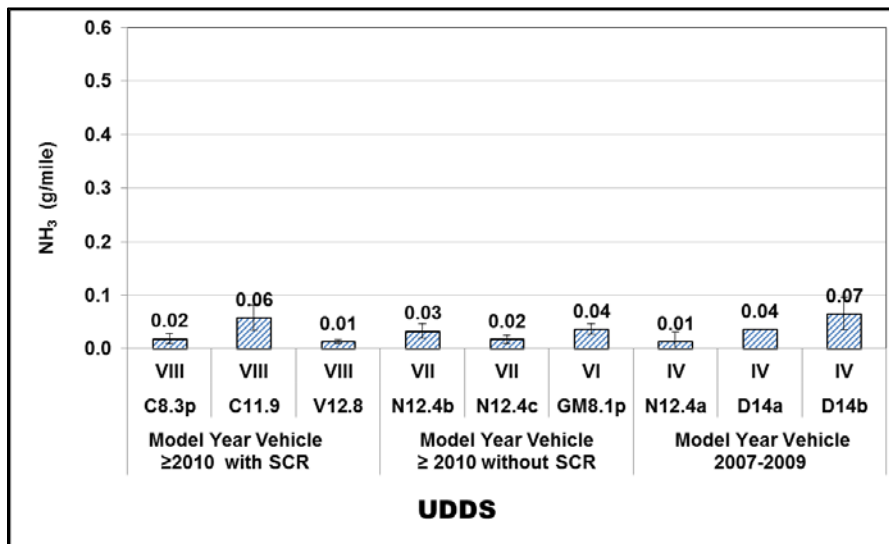 0.6
0.5
0.4
0.3
0.2
0.1
0.0
NH₃ (g/mile)
0.02 0.06 0.01 0.03 0.02 0.04 0.01 0.04 0.07
VIII VIII VIII VII VII VI IV IV IV
C8.3p C11.9 V12.8 N12.4b N12.4c GM8.1p N12.4a D14a D14b
Model Year Vehicle Model Year Vehicle Model Year Vehicle
≥2010 with SCR ≥ 2010 without SCR 2007-2009
UDDS